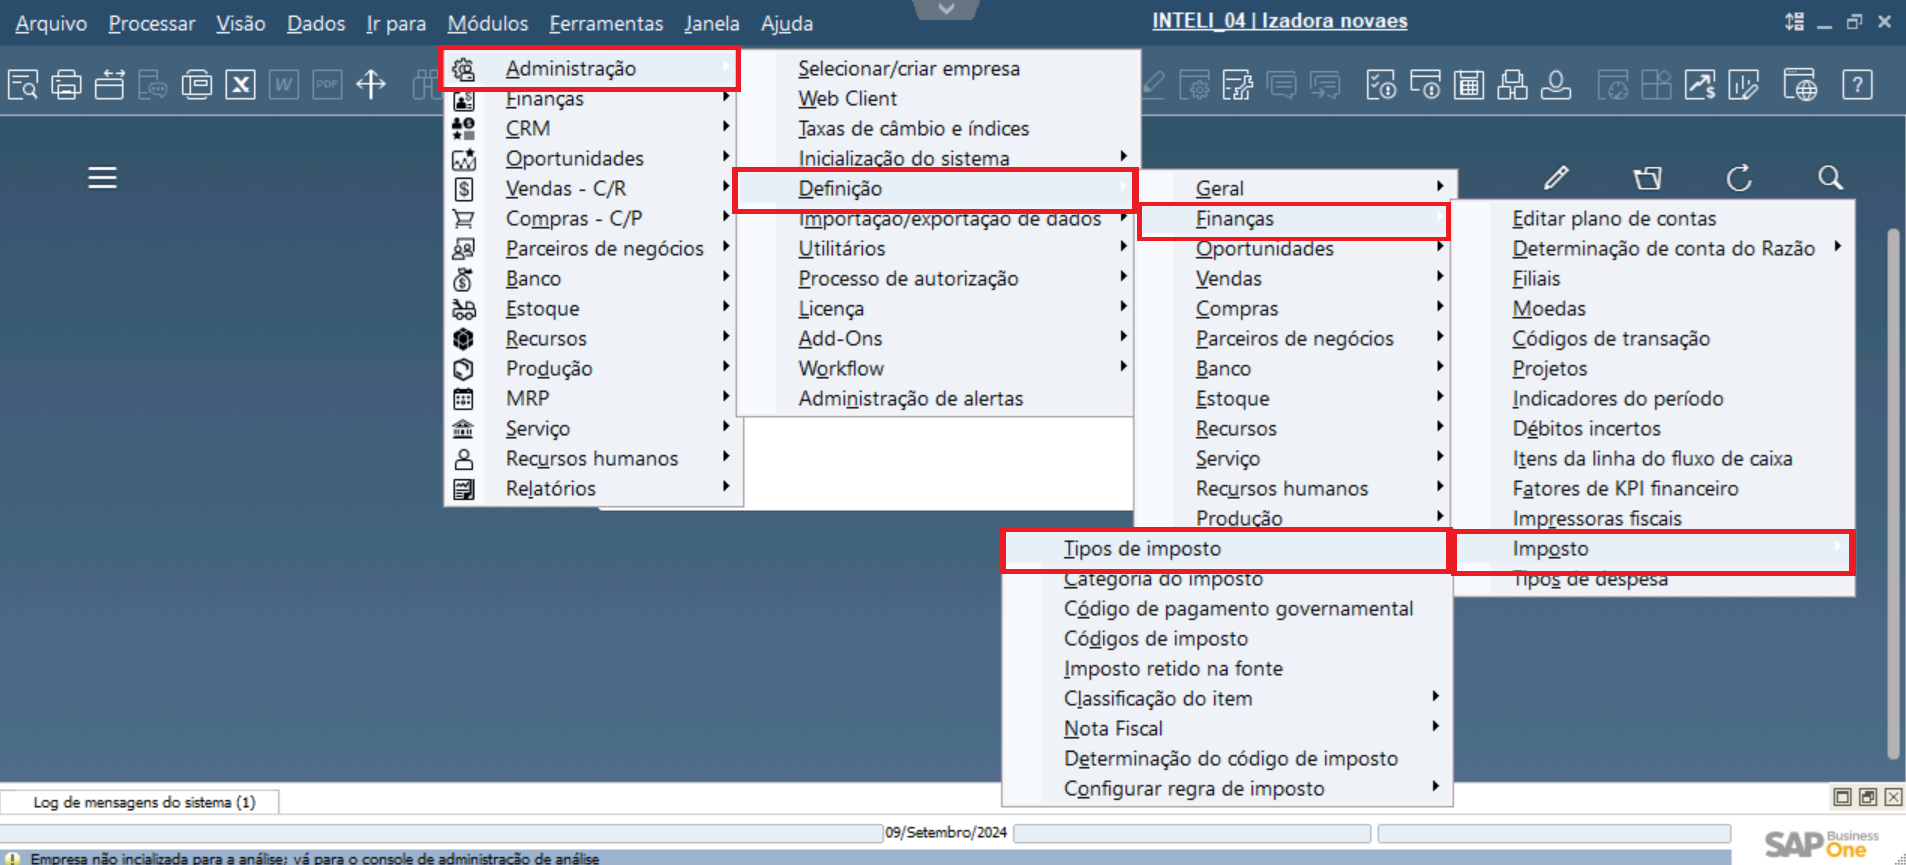 Arquivo Processar Visão Dados Ir para Módulos Ferramentas Janela Ajuda
INTELI_04 | Izadora novaes
W
PDF
Administração
Finanças
CRM
Oportunidades
Vendas - C/R
Compras - C/P
Parceiros de negócios
Banco
Estoque
Recursos
Produção
MRP
Serviço
Recursos humanos
Relatórios
Selecionar/criar empresa
Web Client
Taxas de câmbio e índices
Inicialização do sistema
Definição
Importação/exportação de dados
Utilitários
Processo de autorização
Licença
Add-Ons
Workflow
Administração de alertas
Geral
Finanças
Oportunidades
Vendas
Compras
Parceiros de negócios
Banco
Estoque
Recursos
Serviço
Recursos humanos
Produção
Editar plano de contas
Determinação de conta do Razão
Filiais
Moedas
Códigos de transação
Projetos
Indicadores do período
Débitos incertos
Itens da linha do fluxo de caixa
Fatores de KPI financeiro
Impressoras fiscais
Imposto
Tipos de despesa
Tipos de imposto
Categoria do imposto
Código de pagamento governamental
Códigos de imposto
Imposto retido na fonte
Classificação do item
Nota Fiscal
Determinação do código de imposto
Configurar regra de imposto
Log de mensagens do sistema (1)
09/Setembro/2024
SAP Business One
Empresa não incializada para a análise; vá para o console de administração de análise